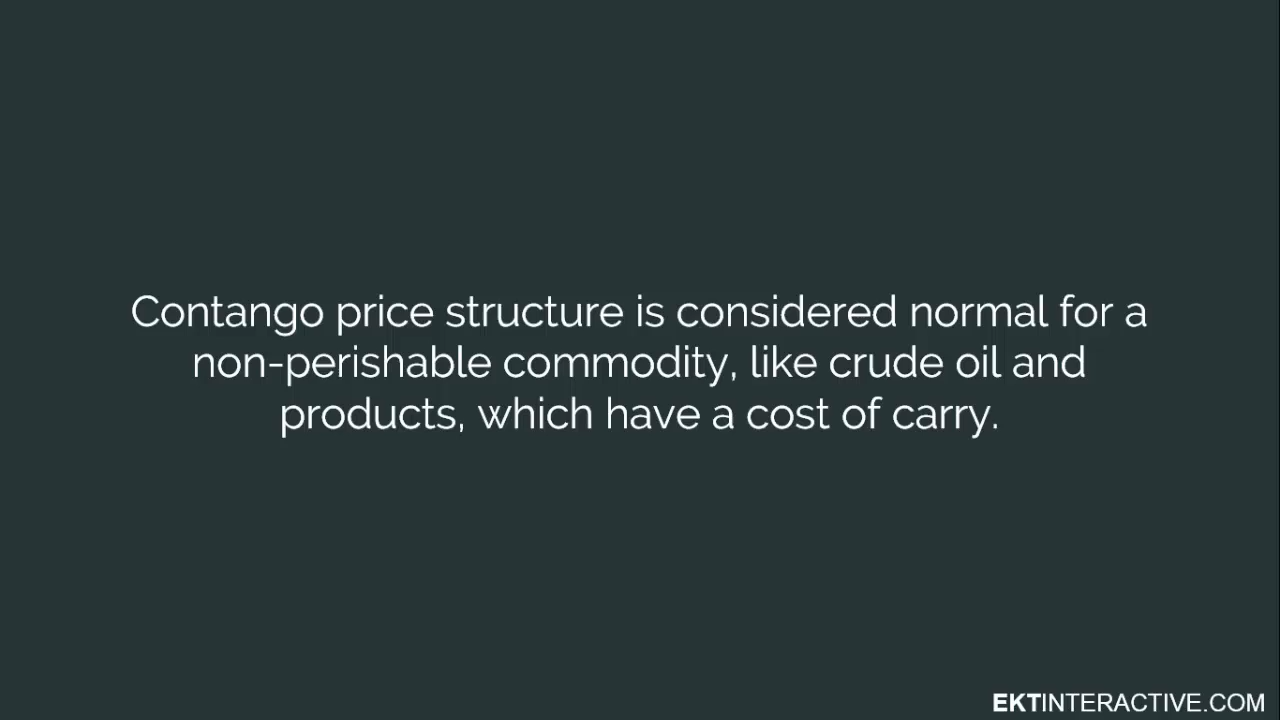 Contango price structure is considered normal for a
non-perishable commodity, like crude oil and
products, which have a cost of carry.
EKTINTERACTIVE.COM